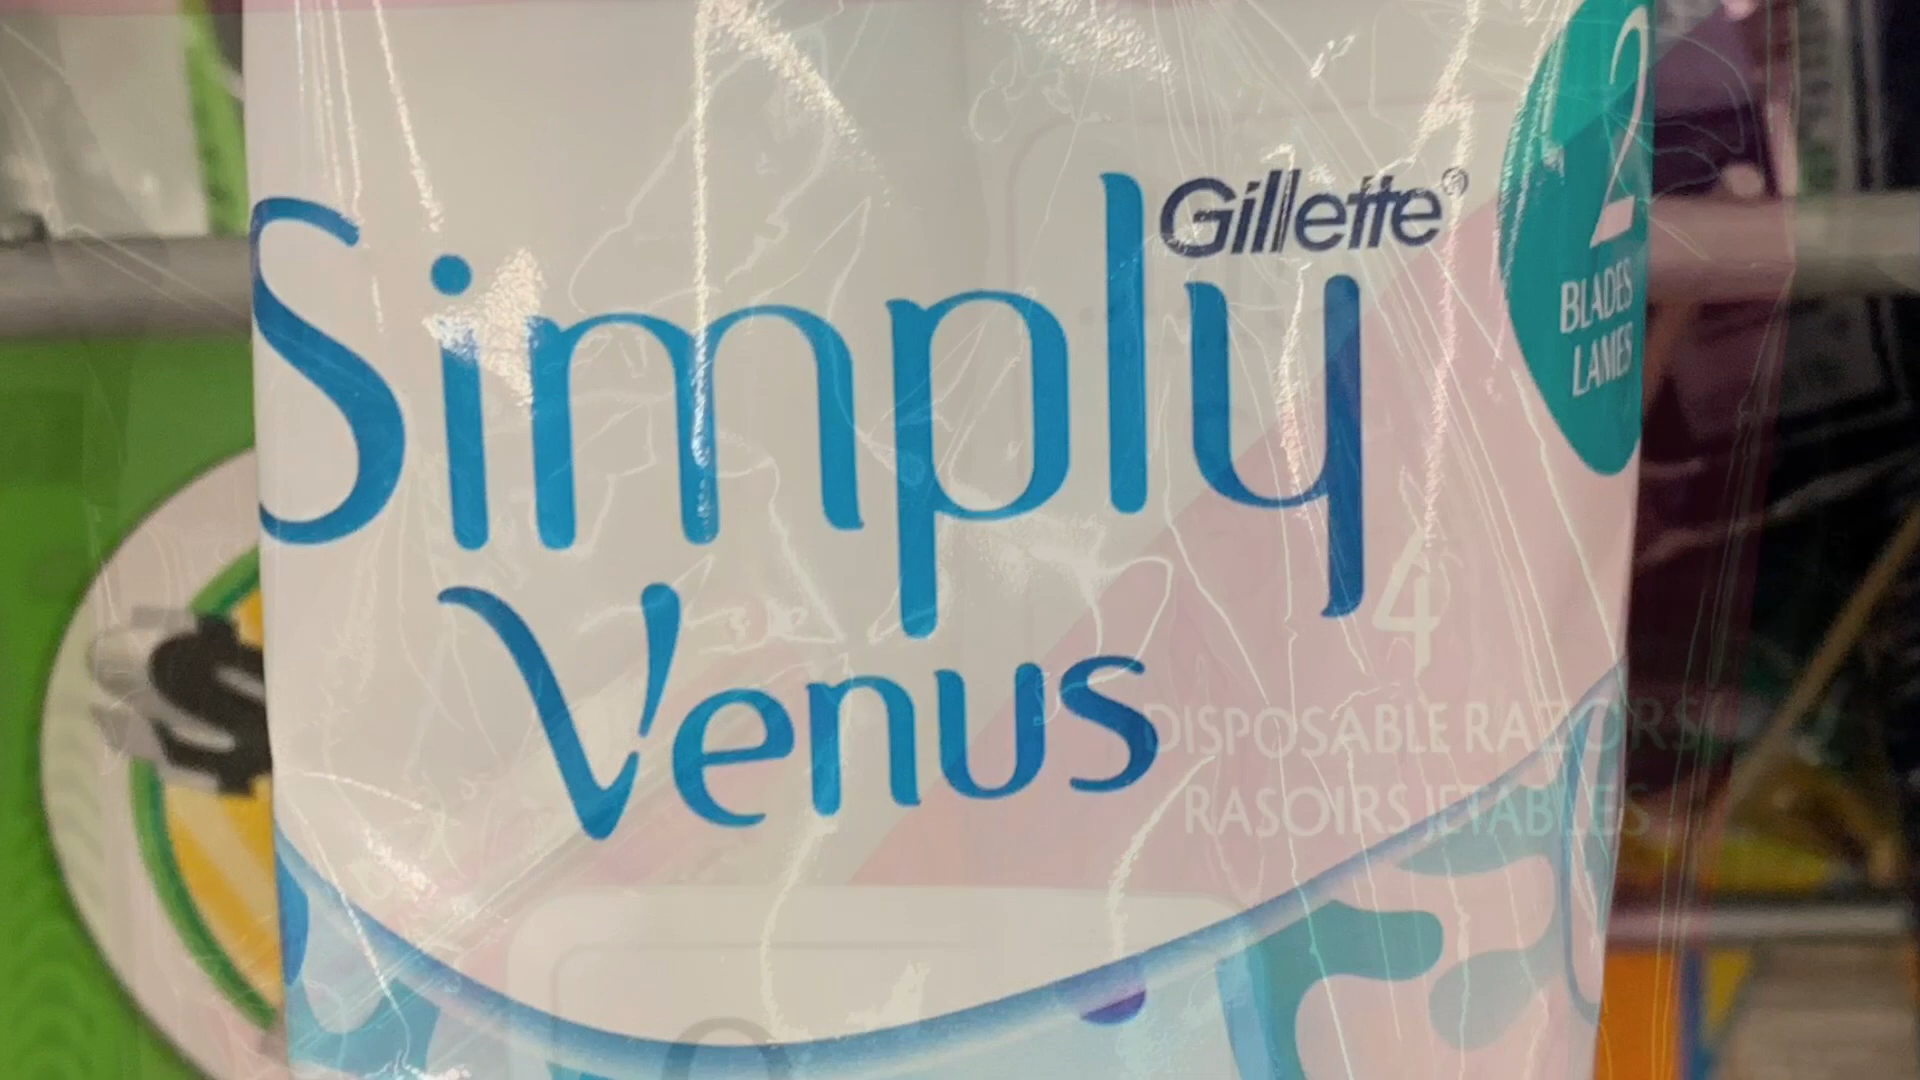 Gillette®
Simply
Venus
2
BLADES
LAMES
4
DISPOSABLE RAZORS
RASOIRS JETABLES
$